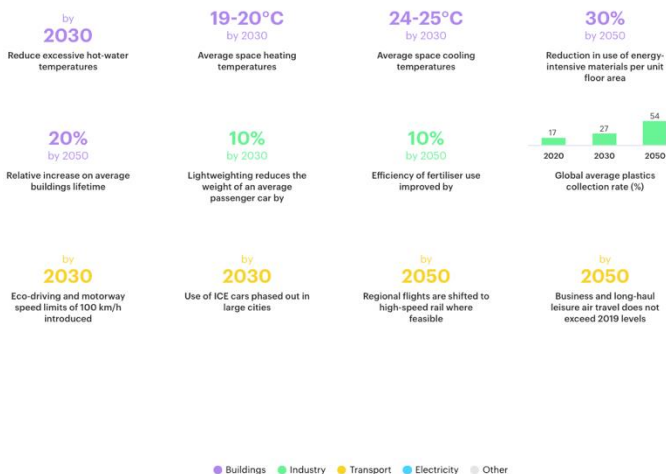 by
2030
Reduce excessive hot-water
temperatures
19-20°C
by 2030
Average space heating
temperatures
24-25°C
by 2030
Average space cooling
temperatures
30%
by 2050
Reduction in use of energy-
intensive materials per unit
floor area
20%
by 2050
Relative increase on average
buildings lifetime
10%
by 2030
Lightweighting reduces the
weight of an average
passenger car by
10%
by 2050
Efficiency of fertiliser use
improved by
17
27
54
2020
2030
2050
Global average plastics
collection rate (%)
by
2030
Eco-driving and motorway
speed limits of 100 km/h
introduced
by
2030
Use of ICE cars phased out in
large cities
by
2050
Regional flights are shifted to
high-speed rail where
feasible
by
2050
Business and long-haul
leisure air travel does not
exceed 2019 levels
Buildings Industry Transport Electricity Other